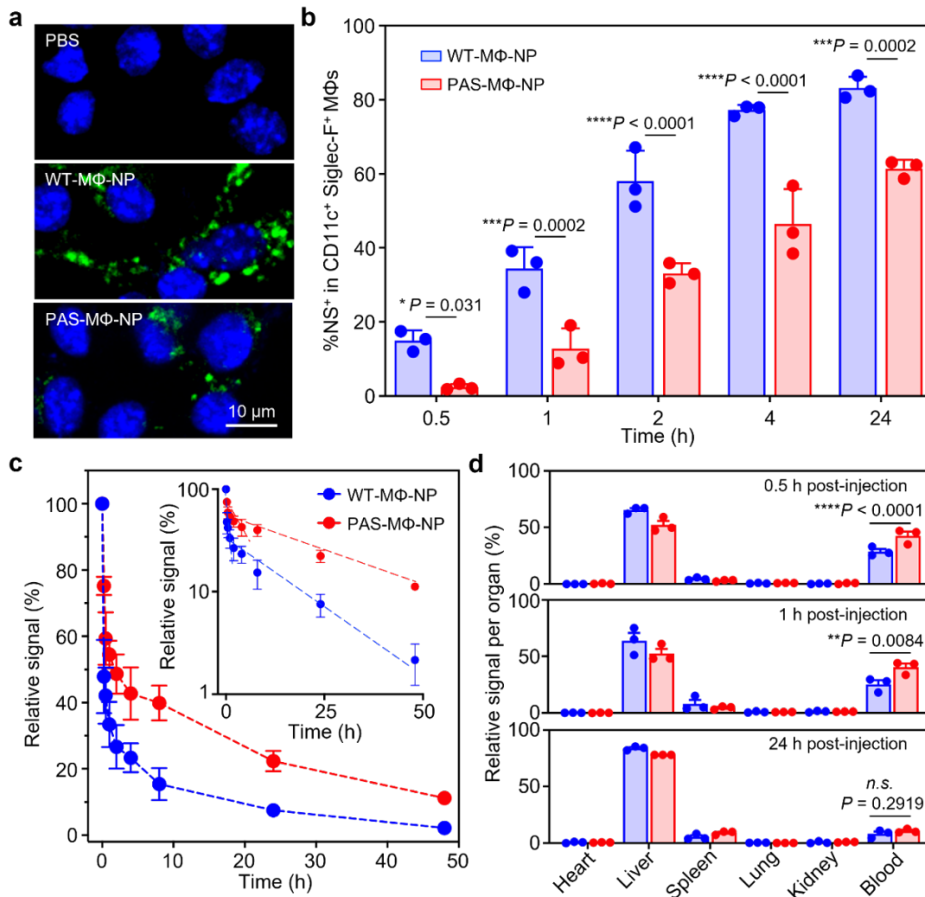 a
PBS
WT-MΦ-NP
PAS-MΦ-NP
10 μm
b
%NS⁺ in CD11c⁺ Siglec-F⁺ MΦs
100
80
60
40
20
0
WT-MΦ-NP
PAS-MΦ-NP
* P = 0.031
***P = 0.0002
****P < 0.0001
****P < 0.0001
***P = 0.0002
0.5 1 2 4 24
Time (h)
c
Relative signal (%)
100
80
60
40
20
0
0 10 20 30 40 50
Time (h)
Relative signal (%)
100
10
1
0 25 50
Time (h)
WT-MΦ-NP
PAS-MΦ-NP
d
Relative signal per organ (%)
100
50
0
0.5 h post-injection
****P < 0.0001
100
50
0
1 h post-injection
**P = 0.0084
100
50
0
24 h post-injection
n.s.
P = 0.2919
Heart Liver Spleen Lung Kidney Blood